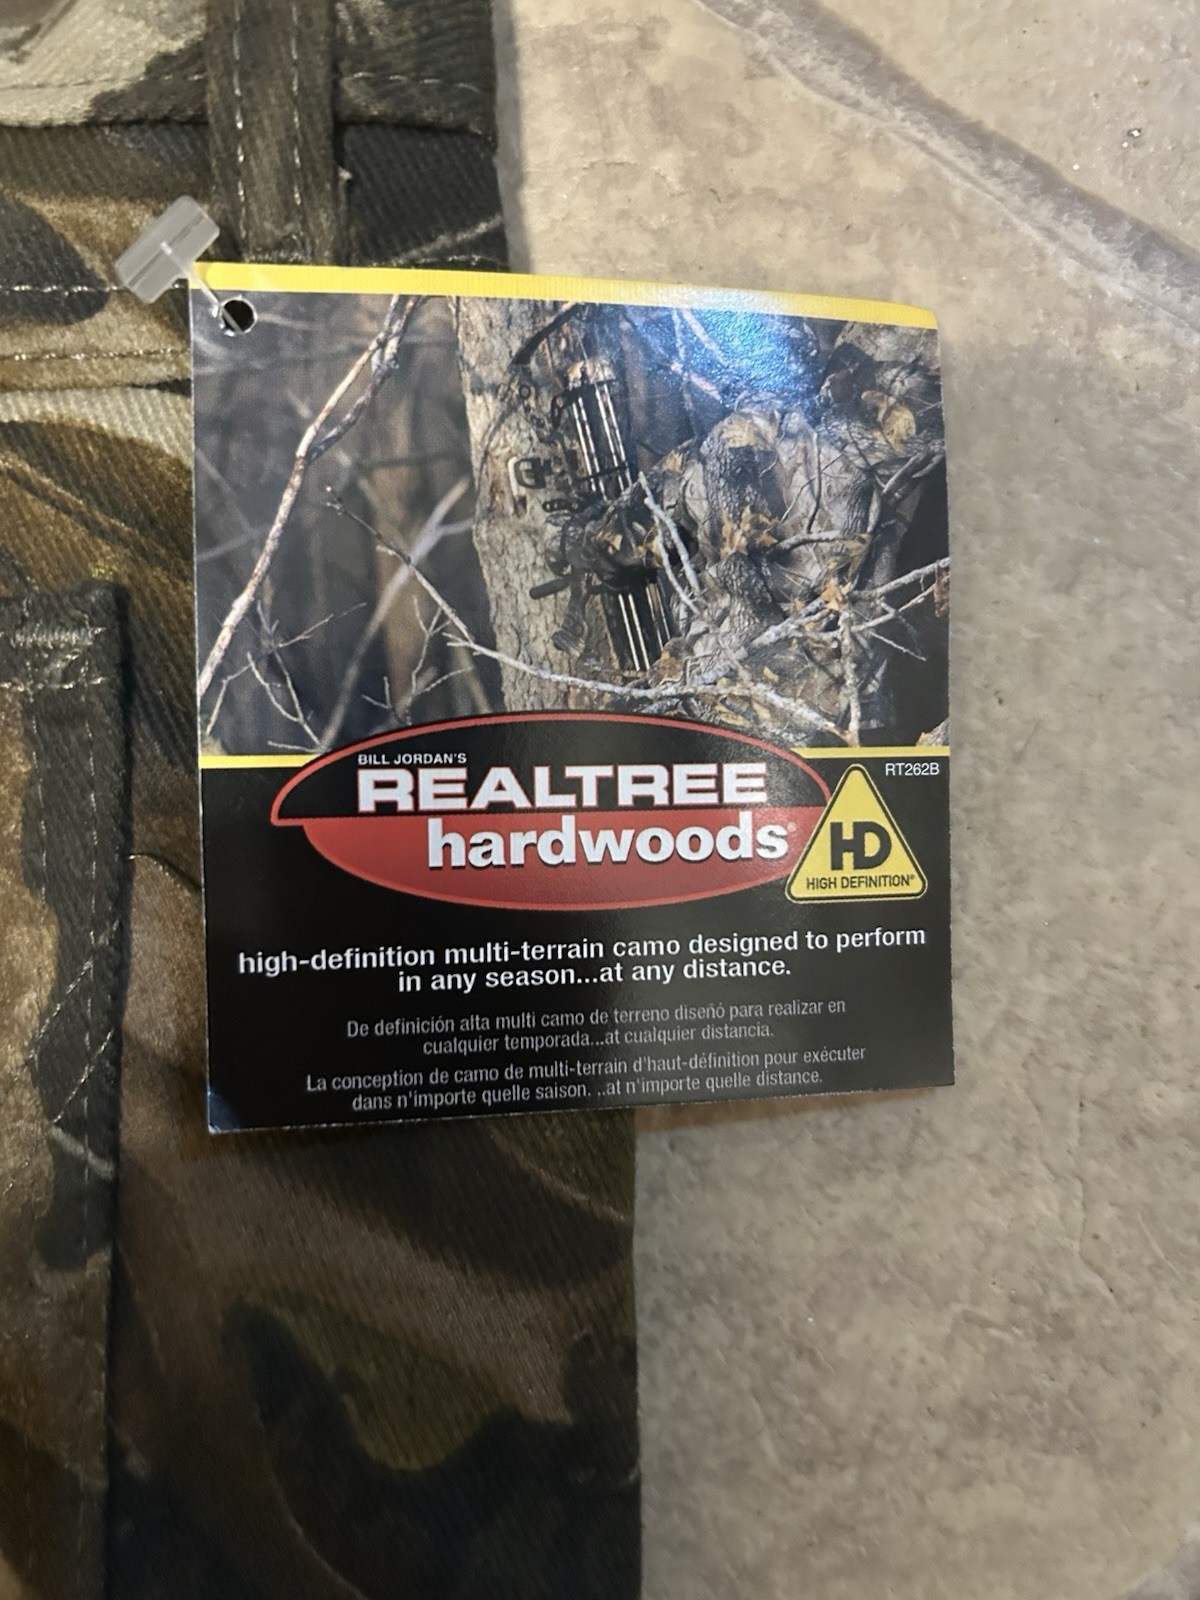 BILL JORDAN'S
REALTREE
hardwoods®
RT262B
HD
HIGH DEFINITION®
high-definition multi-terrain camo designed to perform
in any season...at any distance.
De definición alta multi camo de terreno diseñó para realizar en
cualquier temporada...at cualquier distancia.
La conception de camo de multi-terrain d'haut-définition pour exécuter
dans n'importe quelle saison. ..at n'importe quelle distance.